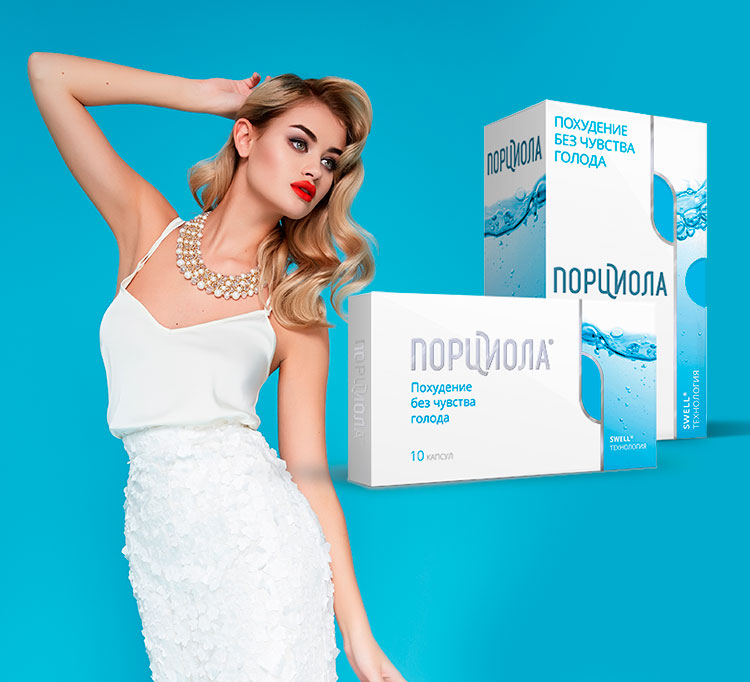 ПОРЦИОЛА
ПОХУДЕНИЕ
БЕЗ ЧУВСТВА
ГОЛОДА
ПОРЦИОЛА
SWELL®
ТЕХНОЛОГИЯ
ПОРЦИОЛА
ПОРЦИОЛА®
Похудение
без чувства
голода
10 КАПСУЛ
SWELL®
ТЕХНОЛОГИЯ